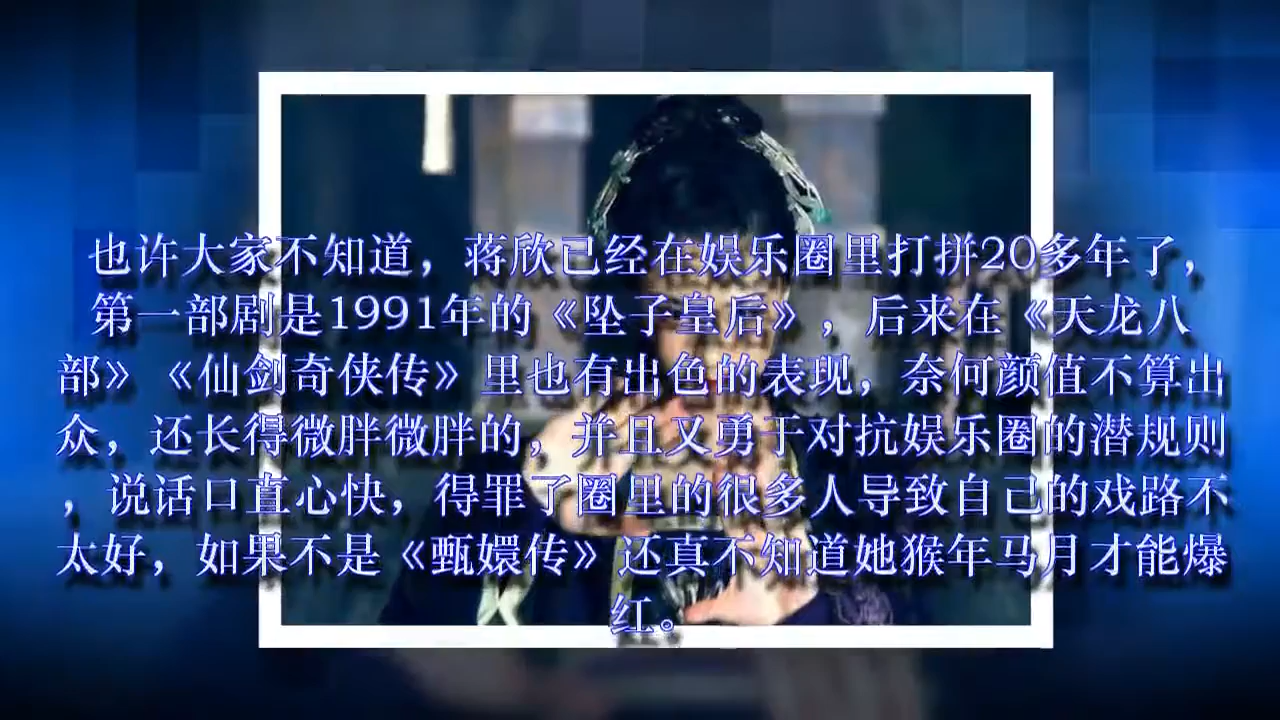 也许大家不知道，蒋欣已经在娱乐圈里打拼20多年了，
第一部剧是1991年的《坠子皇后》，后来在《天龙八
部》《仙剑奇侠传》里也有出色的表现，奈何颜值不算出
众，还长得微胖微胖的，并且又勇于对抗娱乐圈的潜规则
，说话口直心快，得罪了圈里的很多人导致自己的戏路不
太好，如果不是《甄嬛传》还真不知道她猴年马月才能爆
红。